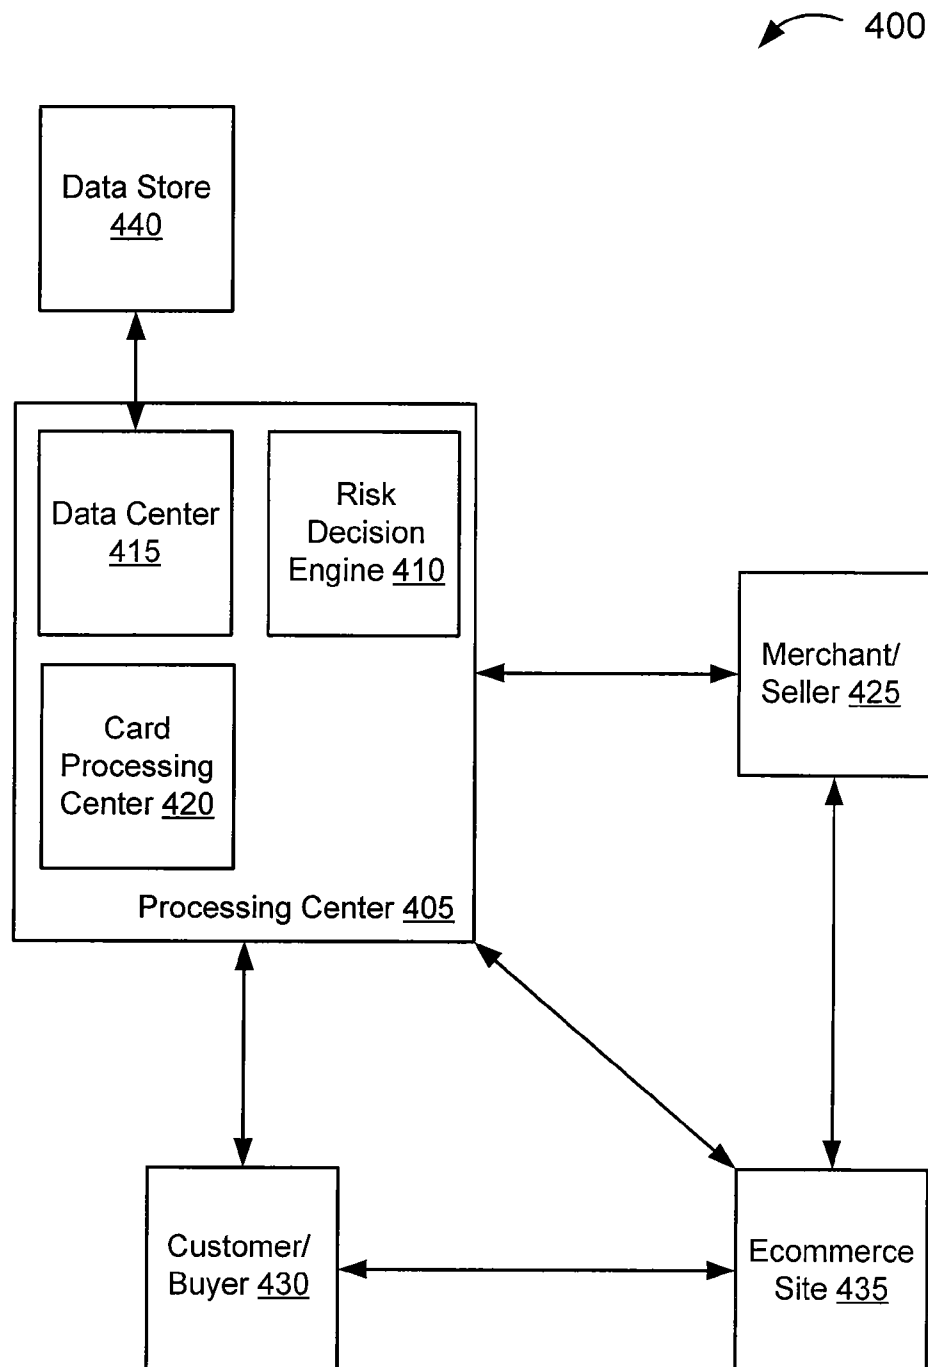 400
Data Store
440
Data Center
415
Risk
Decision
Engine 410
Card
Processing
Center 420
Processing Center 405
Merchant/
Seller 425
Customer/
Buyer 430
Ecommerce
Site 435